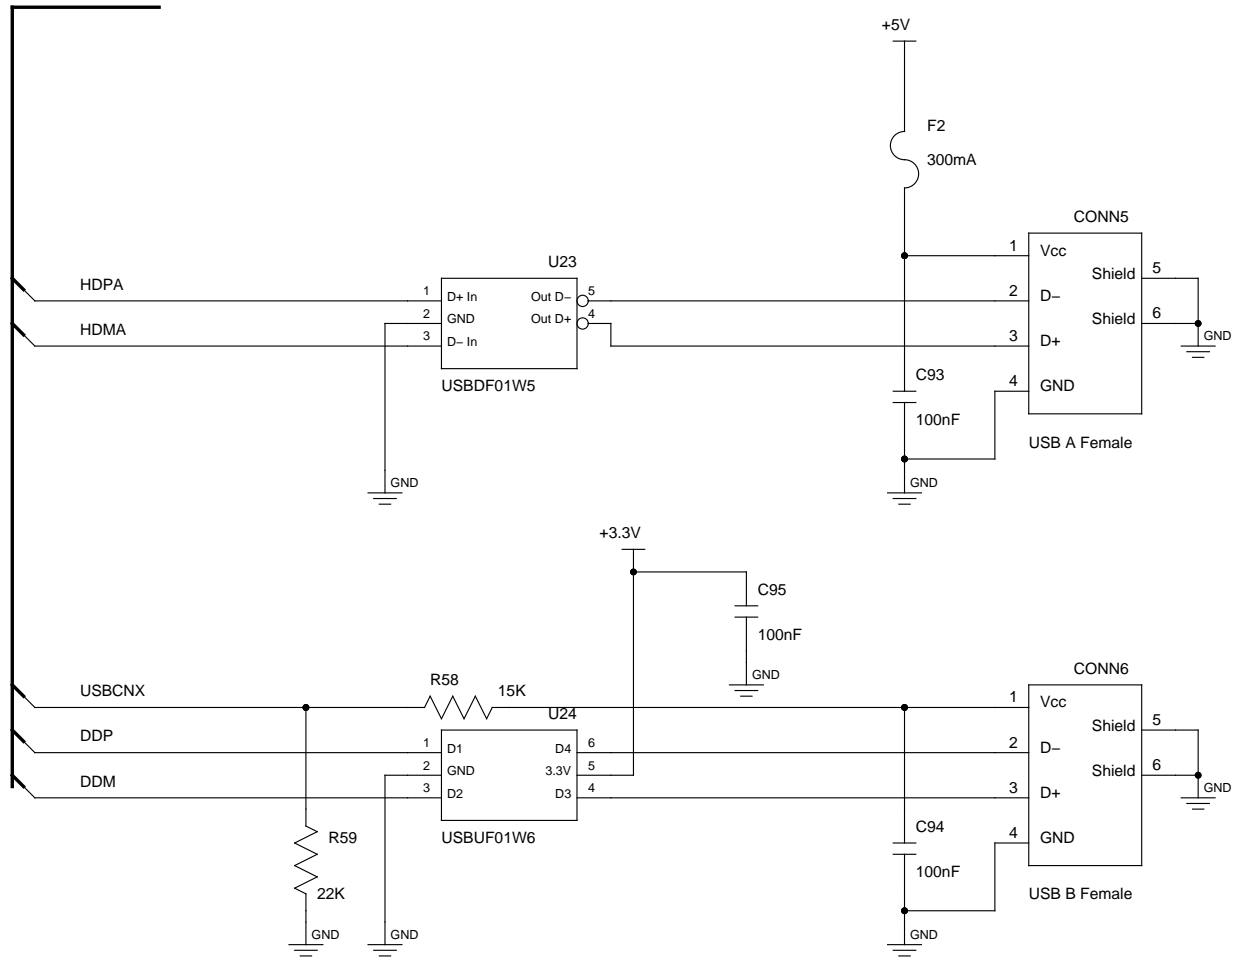 +5V
F2
300mA
CONN5
1 Vcc
Shield 5
2 D–
Shield 6
3 D+
GND
4 GND
USB A Female
HDPA
HDMA
U23
1 D+ In
Out D– 5
2 GND
Out D+ 4
3 D– In
USBDF01W5
C93
100nF
GND
GND
+3.3V
C95
100nF
GND
USBCNX
R58
15K
DDP
DDM
U24
1 D1
D4 6
2 GND
3.3V 5
3 D2
D3 4
USBUF01W6
R59
22K
GND
GND
CONN6
1 Vcc
Shield 5
2 D–
Shield 6
3 D+
GND
4 GND
USB B Female
C94
100nF
GND